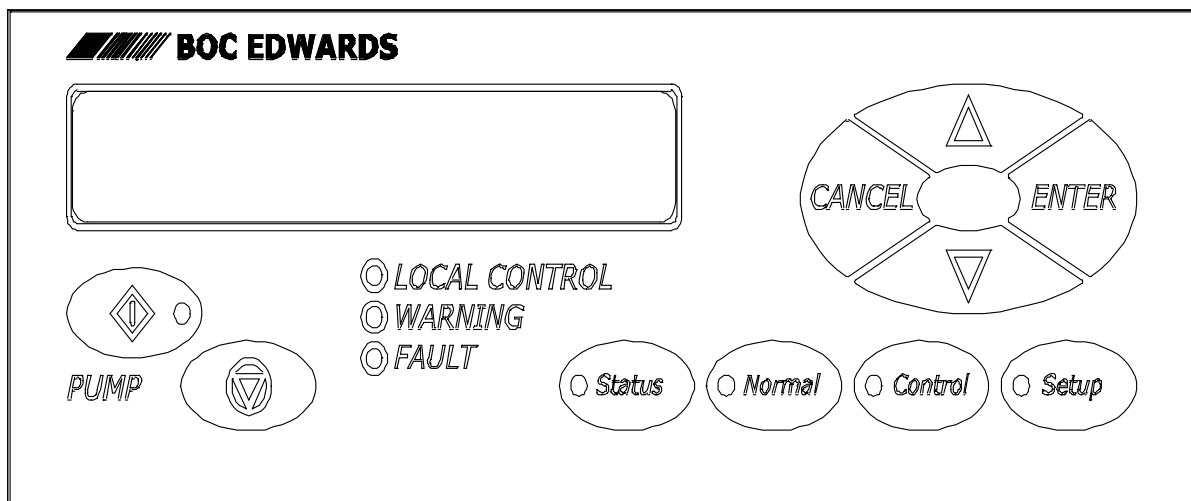 BOC EDWARDS
CANCEL
ENTER
LOCAL CONTROL
WARNING
FAULT
PUMP
Status
Normal
Control
Setup